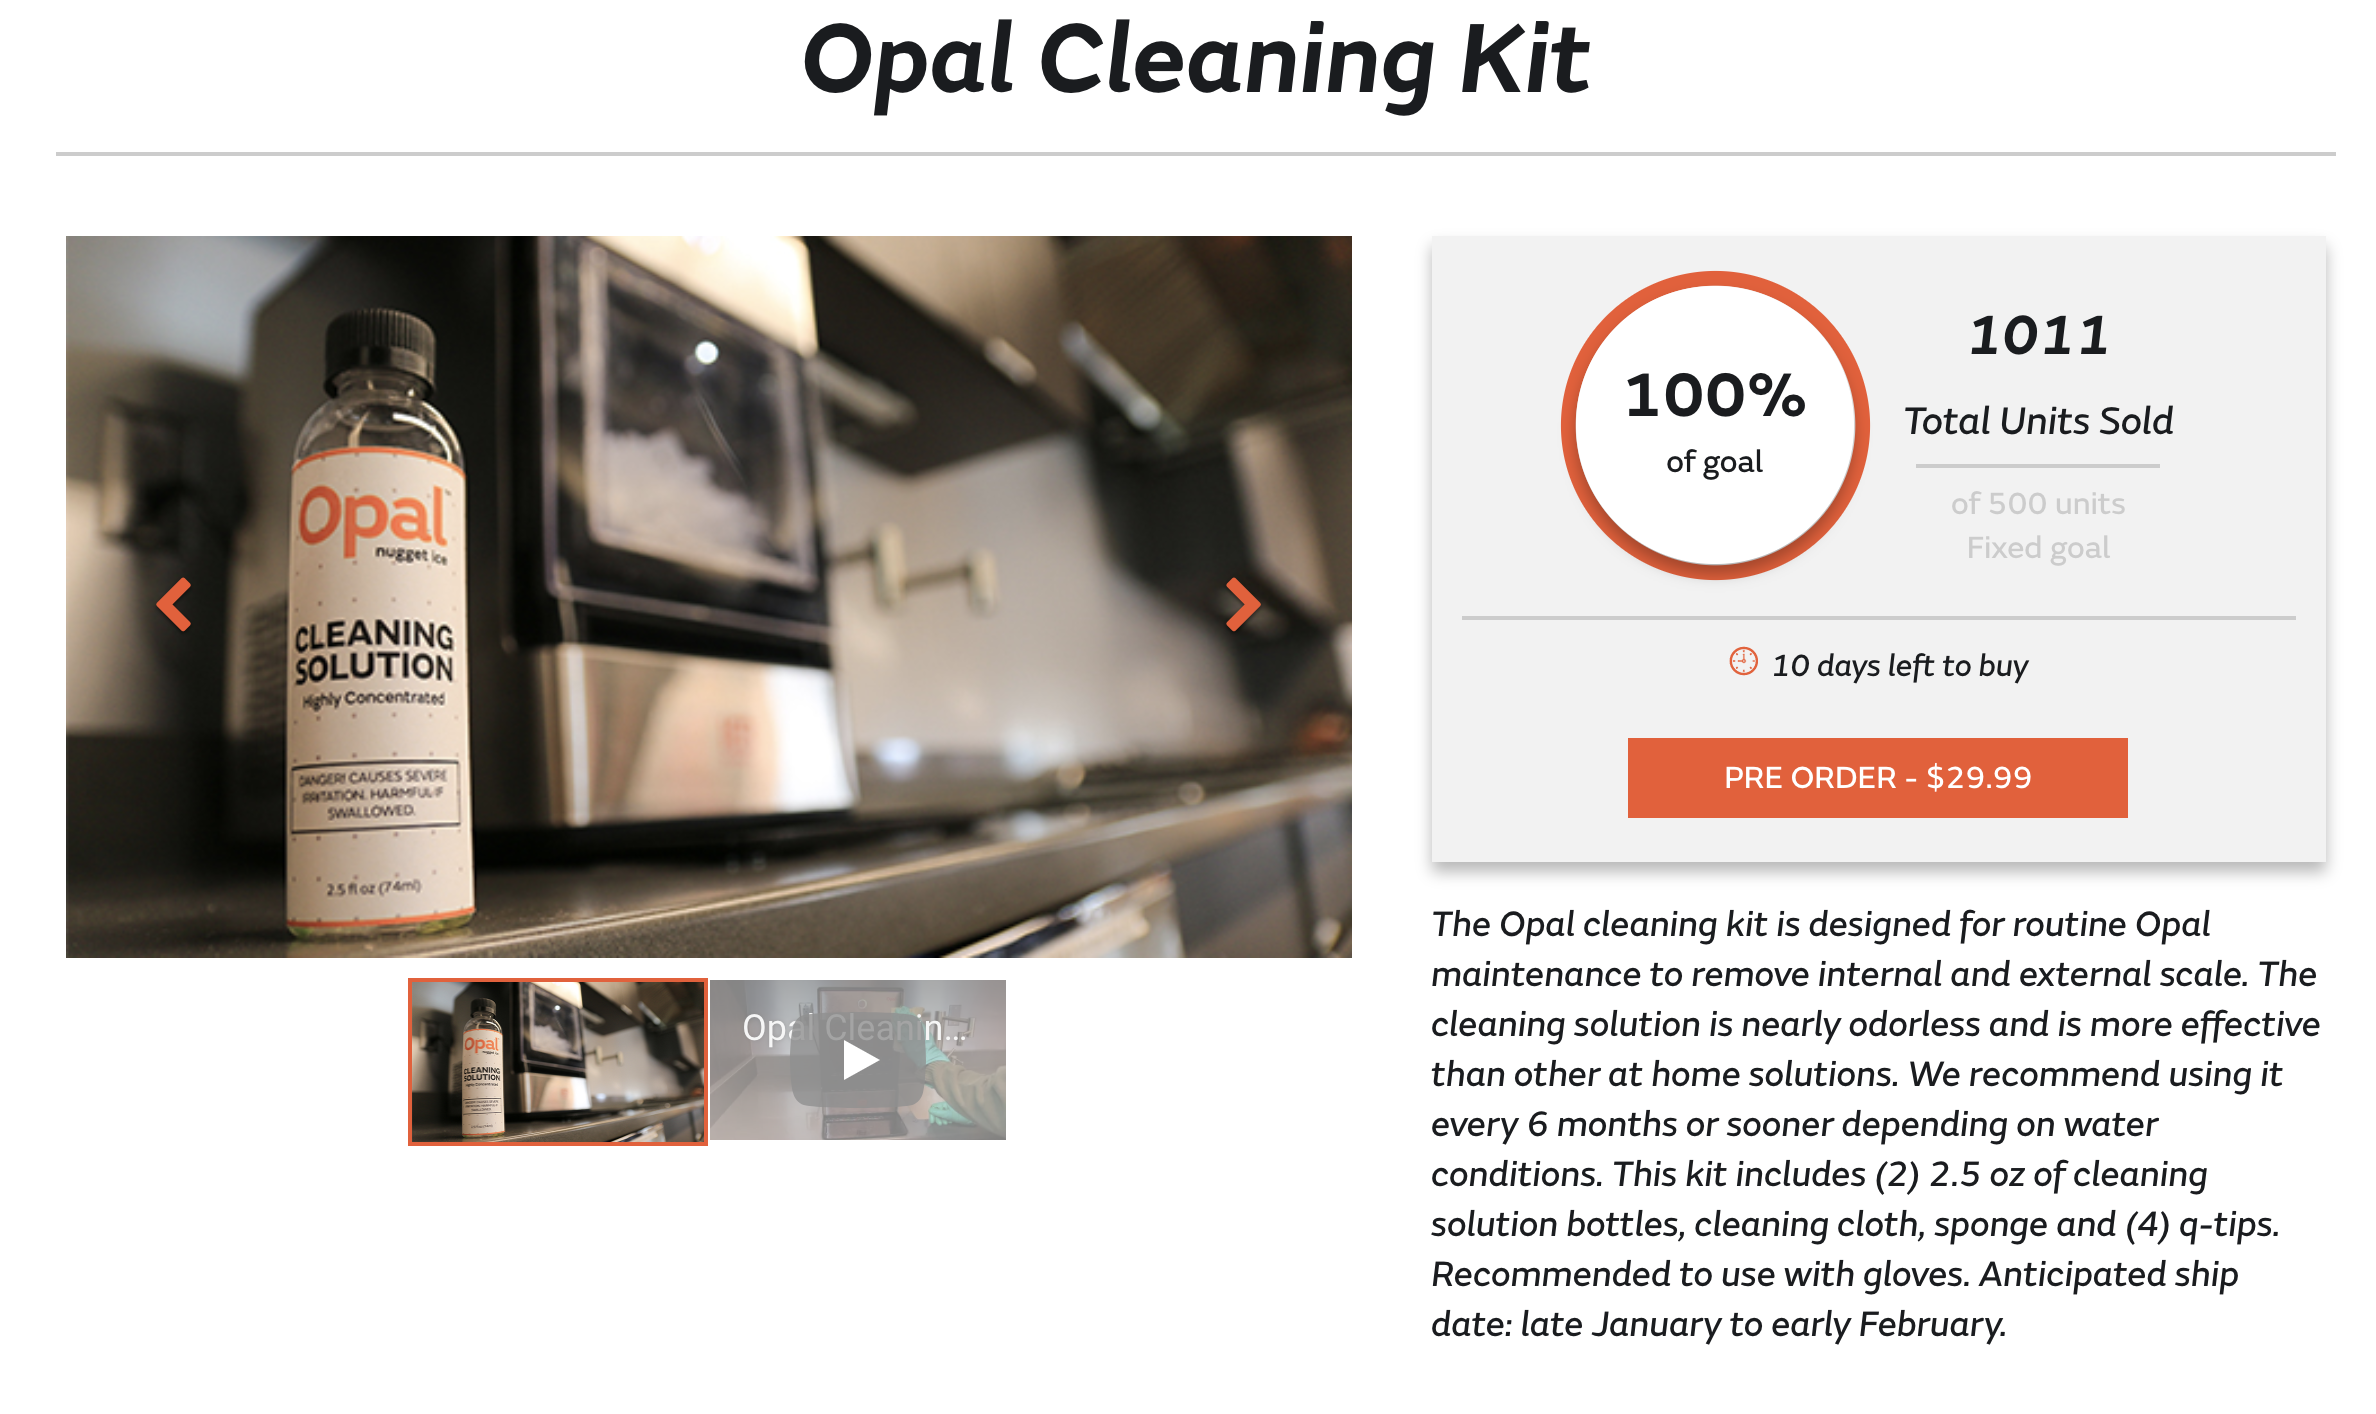 Opal Cleaning Kit
Opal
nugget ice
CLEANING
SOLUTION
Highly Concentrated
DANGER! CAUSES SEVERE
IRRITATION. HARMFUL IF
SWALLOWED.
2.5 fl oz (74ml)
100%
of goal
1011
Total Units Sold
of 500 units
Fixed goal
10 days left to buy
PRE ORDER - $29.99
Opal
CLEANING
SOLUTION
Opal Cleanin...
The Opal cleaning kit is designed for routine Opal
maintenance to remove internal and external scale. The
cleaning solution is nearly odorless and is more effective
than other at home solutions. We recommend using it
every 6 months or sooner depending on water
conditions. This kit includes (2) 2.5 oz of cleaning
solution bottles, cleaning cloth, sponge and (4) q-tips.
Recommended to use with gloves. Anticipated ship
date: late January to early February.